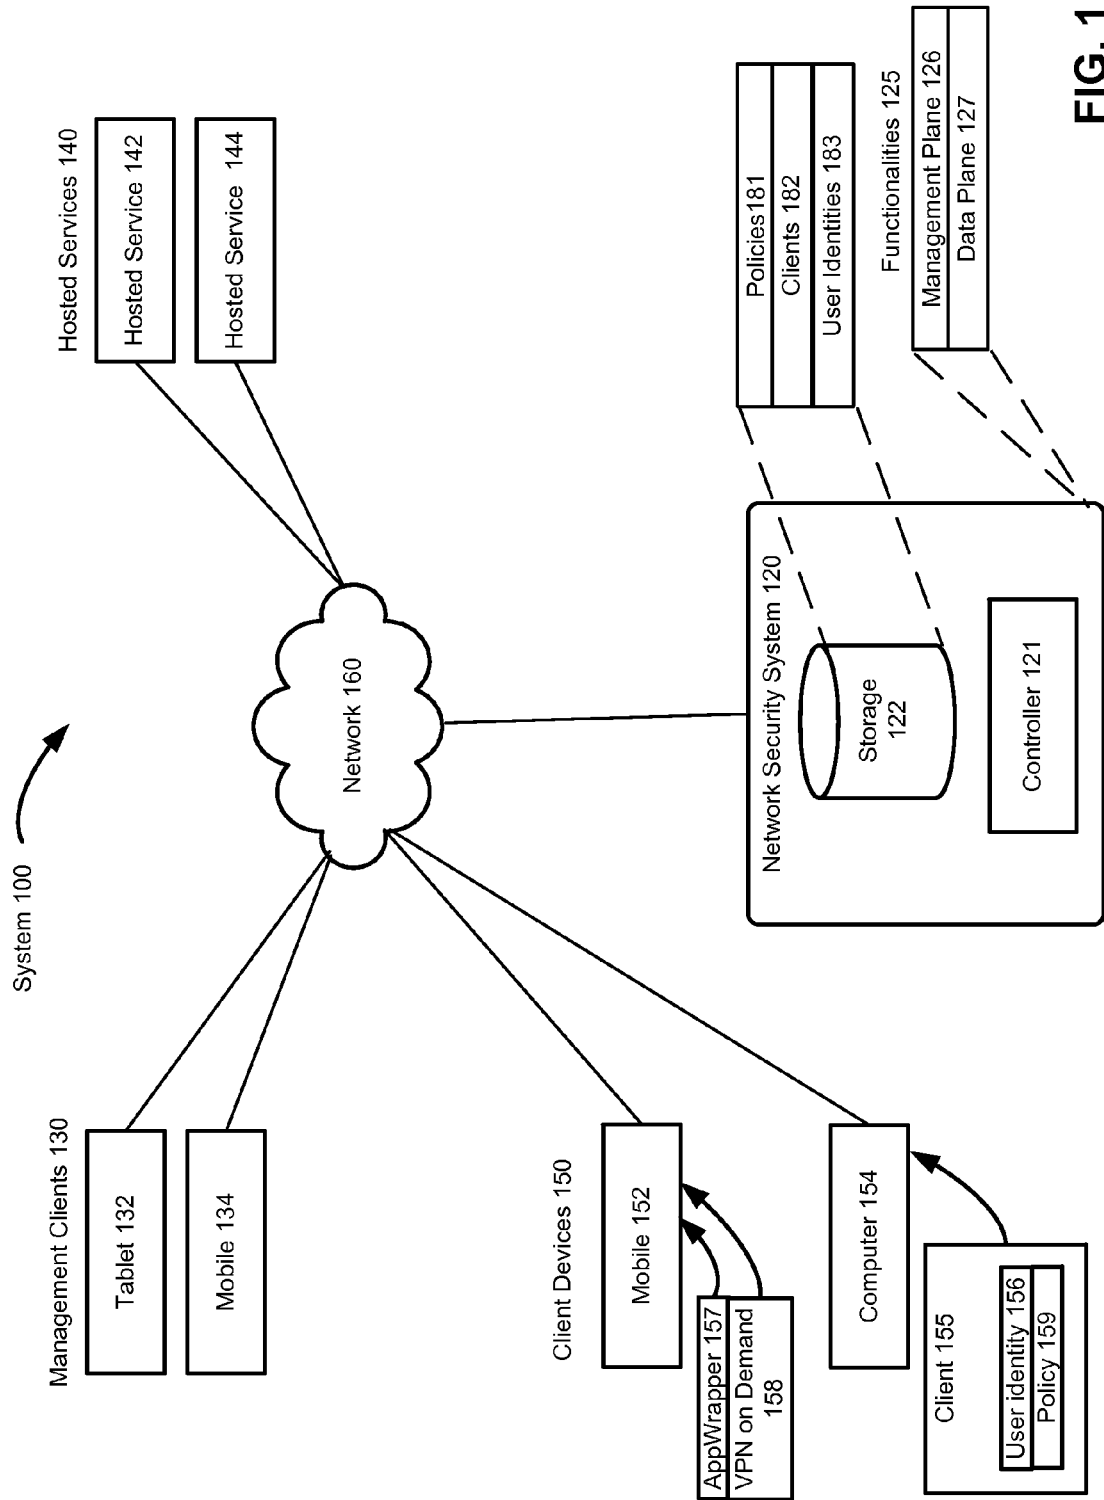 System 100
Management Clients 130
Tablet 132
Mobile 134
Hosted Services 140
Hosted Service 142
Hosted Service 144
Network 160
Client Devices 150
Mobile 152
AppWrapper 157
VPN on Demand
158
Computer 154
Client 155
User identity 156
Policy 159
Network Security System 120
Storage
122
Controller 121
Policies181
Clients 182
User Identities 183
Functionalities 125
Management Plane 126
Data Plane 127
FIG. 1